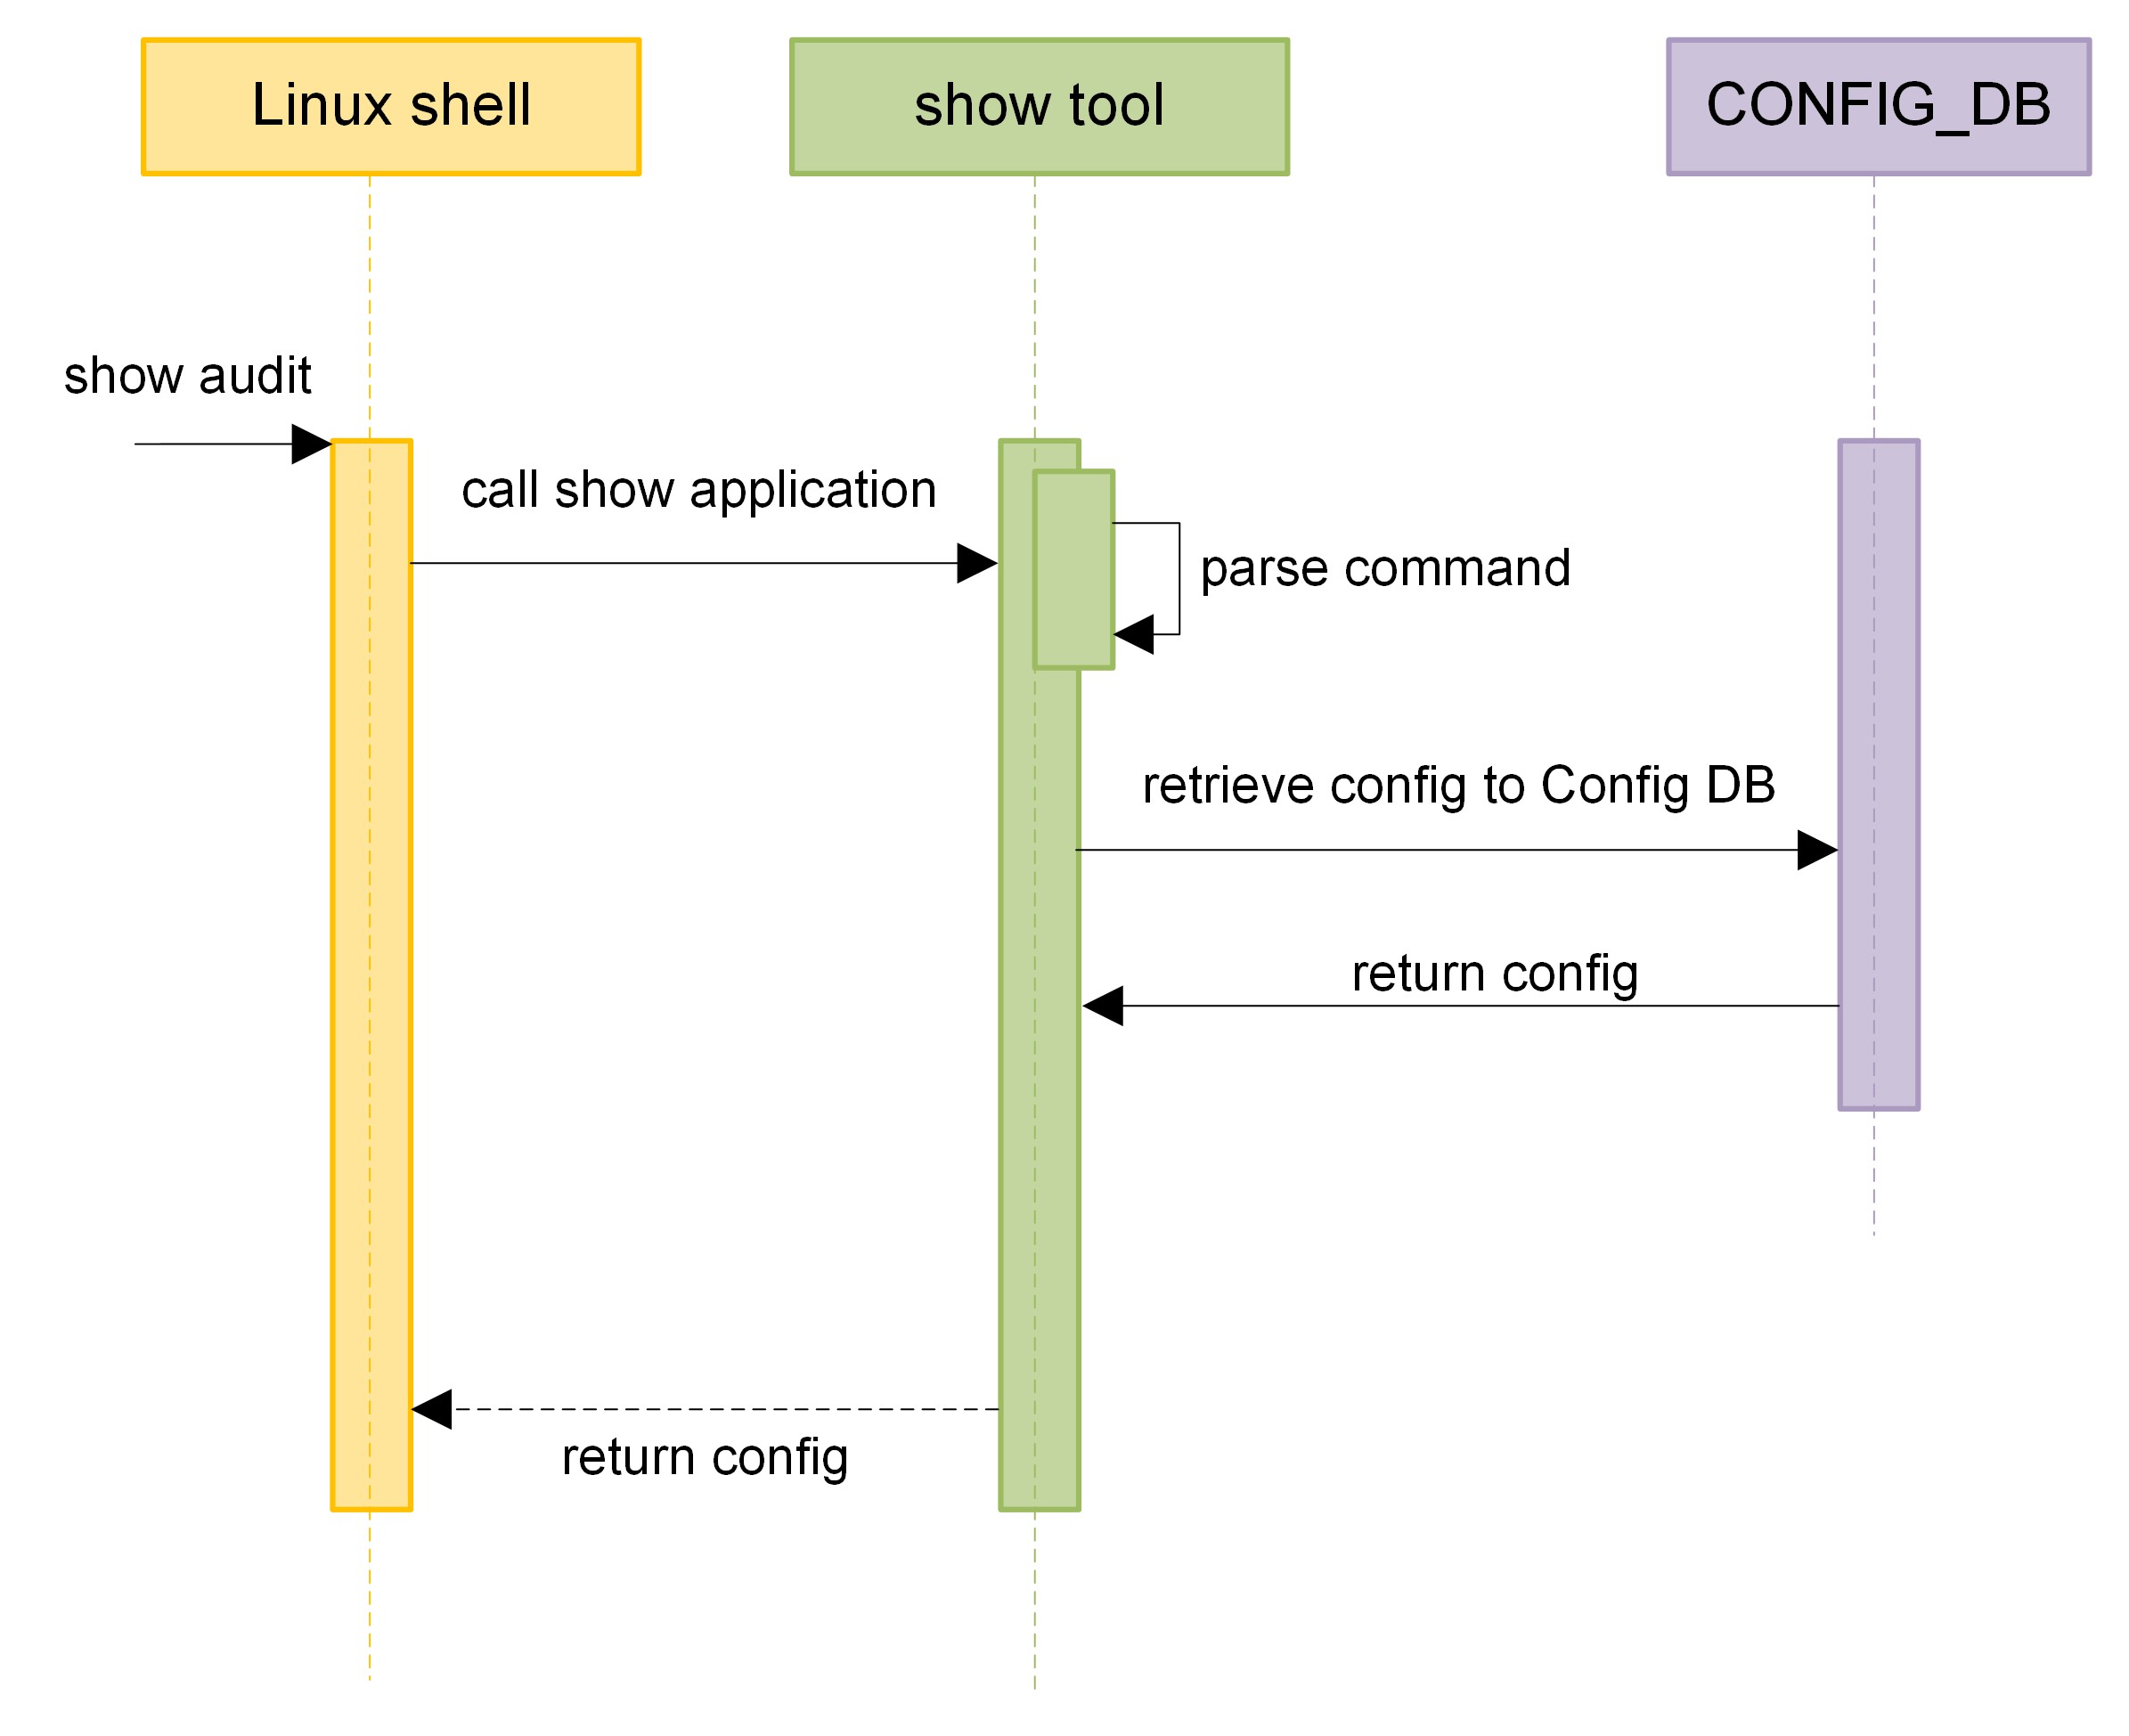 Linux shell
show tool
CONFIG_DB
show audit
call show application
parse command
retrieve config to Config DB
return config
return config